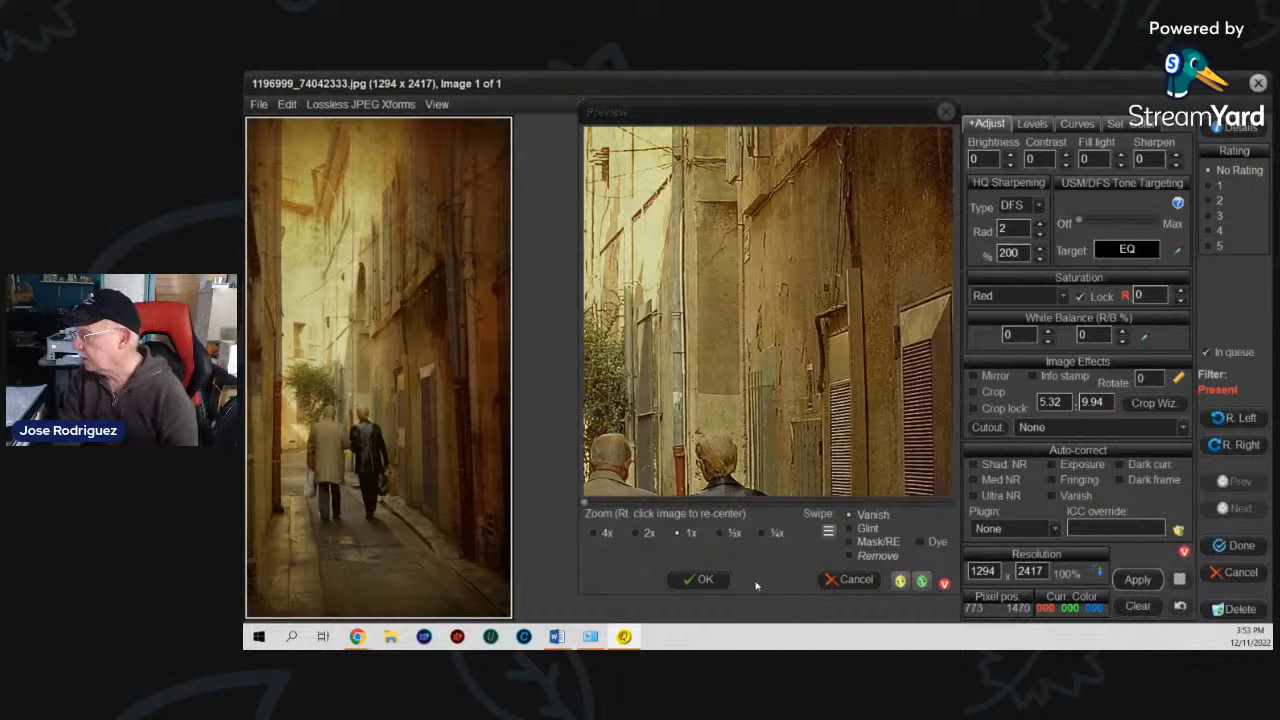 Powered by
StreamYard
1196999_74042333.jpg (1294 x 2417), Image 1 of 1
File Edit Lossless JPEG Xforms View
Preview...
+Adjust Levels Curves Sel.
Details
Brightness Contrast Fill light Sharpen
0 0 0 0
Rating
No Rating
1
2
3
4
5
HQ Sharpening USM/DFS Tone Targeting
Type DFS
Off Max
Rad 2
Target: EQ
% 200
Saturation
Red Lock R 0
White Balance (R/B %)
0 0
Image Effects
Mirror Info stamp Rotate: 0
Crop
Crop lock 5.32 : 9.94 Crop Wiz.
Cutout: None
In queue
Filter:
Present
R. Left
R. Right
Auto-correct
Shad. NR Exposure Dark curr.
Med NR Fringing Dark frame
Ultra NR Vanish
Plugin: ICC override:
None
Prev
Next
Resolution
1294 x 2417 100%
Apply
Pixel pos. Curr. Color
773 1470 000 000 000
Clear
Done
Cancel
Delete
Zoom (Rt. click image to re-center)
4x 2x 1x ½x ¼x
Swipe: Vanish
Glint
Mask/RE Dye
Remove
OK Cancel
Jose Rodriguez
3:53 PM
12/11/2022